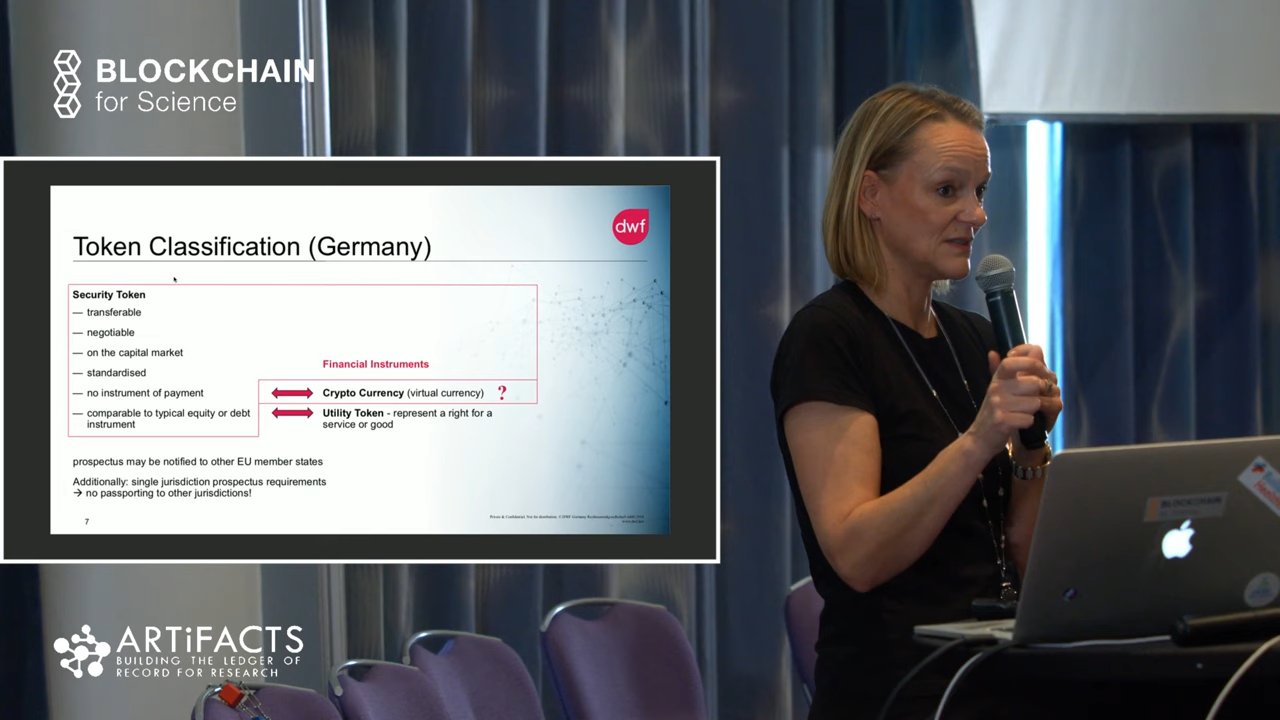 BLOCKCHAIN
for Science
dwf
Token Classification (Germany)
Security Token
— transferable
— negotiable
— on the capital market
— standardised
— no instrument of payment
— comparable to typical equity or debt
instrument
Financial Instruments
Crypto Currency (virtual currency) ?
Utility Token - represent a right for a
service or good
prospectus may be notified to other EU member states
Additionally: single jurisdiction prospectus requirements
→ no passporting to other jurisdictions!
7
ARTiFACTS
BUILDING THE LEDGER OF
RECORD FOR RESEARCH
BLOCKCHAIN